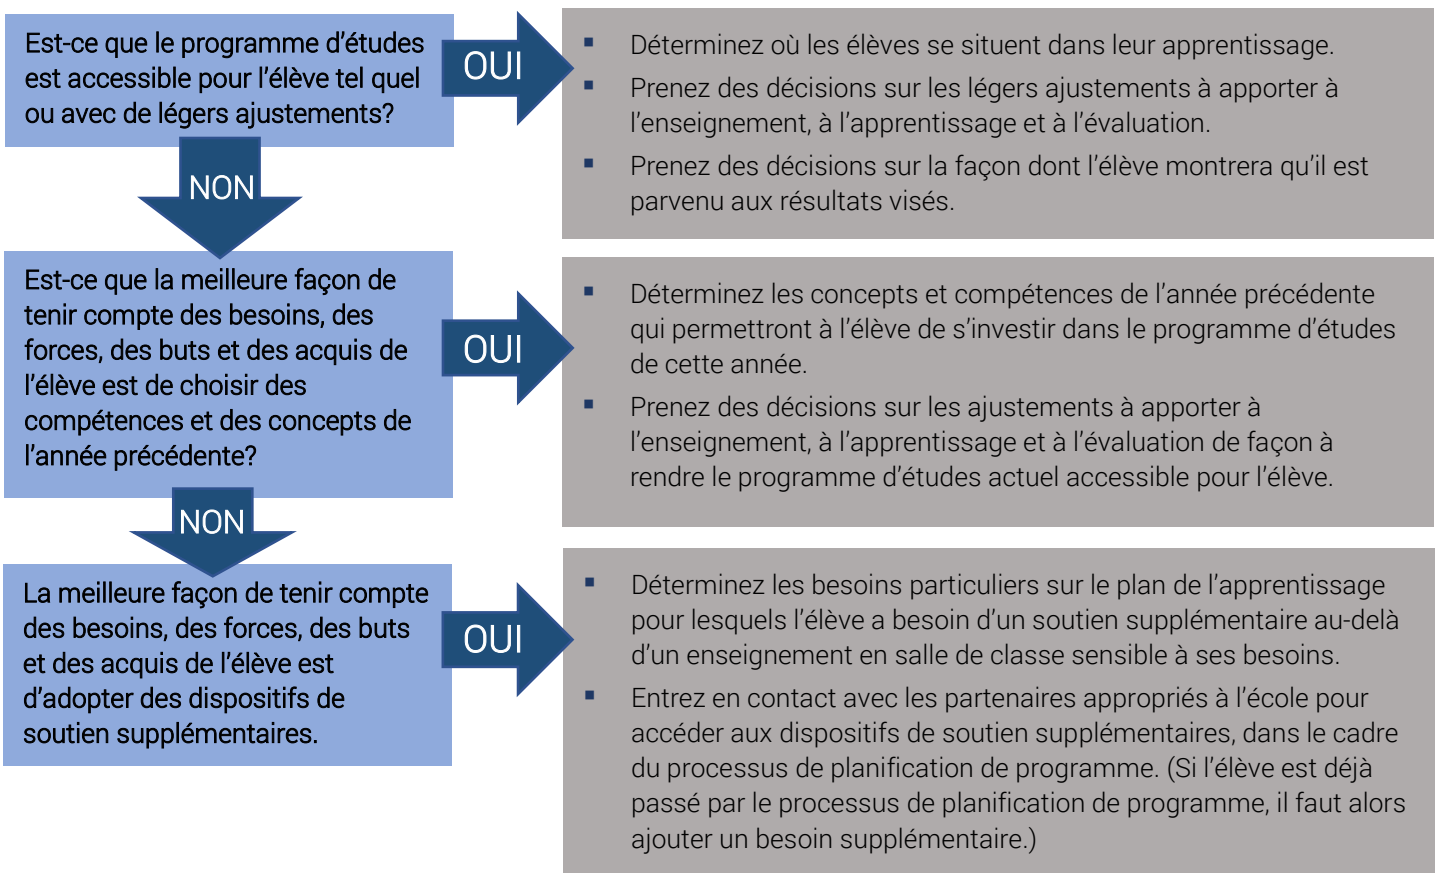 Est-ce que le programme d’études
est accessible pour l’élève tel quel
ou avec de légers ajustements?
OUI
▪ Déterminez où les élèves se situent dans leur apprentissage.
▪ Prenez des décisions sur les légers ajustements à apporter à
l’enseignement, à l’apprentissage et à l’évaluation.
▪ Prenez des décisions sur la façon dont l’élève montrera qu’il est
parvenu aux résultats visés.
NON
Est-ce que la meilleure façon de
tenir compte des besoins, des
forces, des buts et des acquis de
l’élève est de choisir des
compétences et des concepts de
l’année précédente?
OUI
▪ Déterminez les concepts et compétences de l’année précédente
qui permettront à l’élève de s’investir dans le programme d’études
de cette année.
▪ Prenez des décisions sur les ajustements à apporter à
l’enseignement, à l’apprentissage et à l’évaluation de façon à
rendre le programme d’études actuel accessible pour l’élève.
NON
La meilleure façon de tenir compte
des besoins, des forces, des buts
et des acquis de l’élève est
d’adopter des dispositifs de
soutien supplémentaires.
OUI
▪ Déterminez les besoins particuliers sur le plan de l’apprentissage
pour lesquels l’élève a besoin d’un soutien supplémentaire au-delà
d’un enseignement en salle de classe sensible à ses besoins.
▪ Entrez en contact avec les partenaires appropriés à l’école pour
accéder aux dispositifs de soutien supplémentaires, dans le cadre
du processus de planification de programme. (Si l’élève est déjà
passé par le processus de planification de programme, il faut alors
ajouter un besoin supplémentaire.)